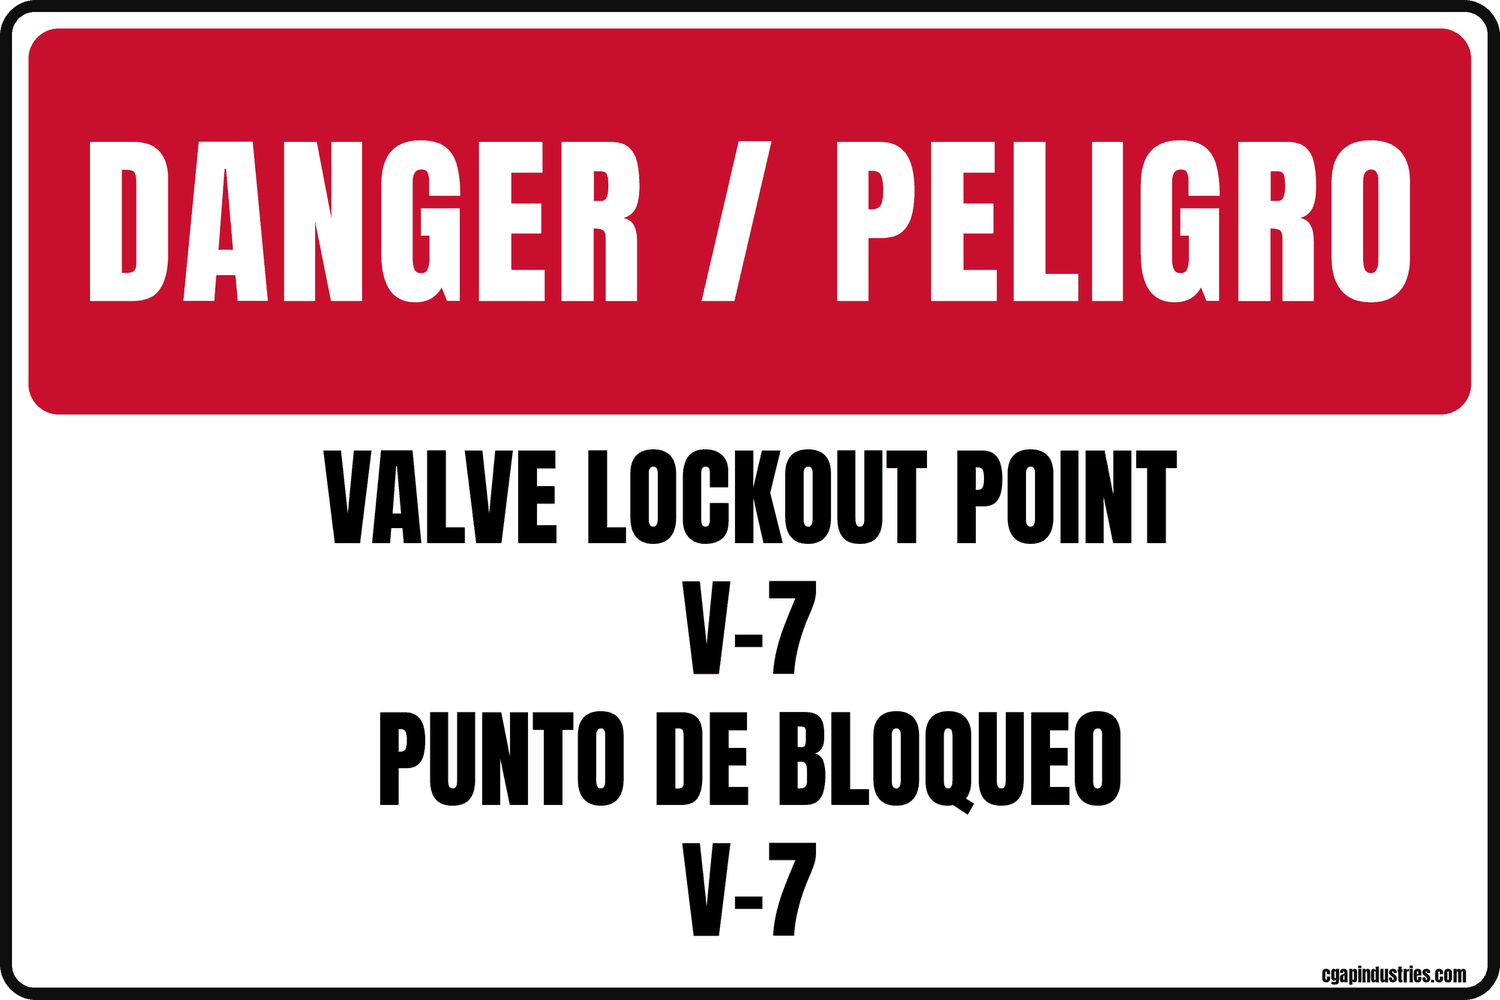 DANGER / PELIGRO
VALVE LOCKOUT POINT
V-7
PUNTO DE BLOQUEO
V-7
cgapindustries.com